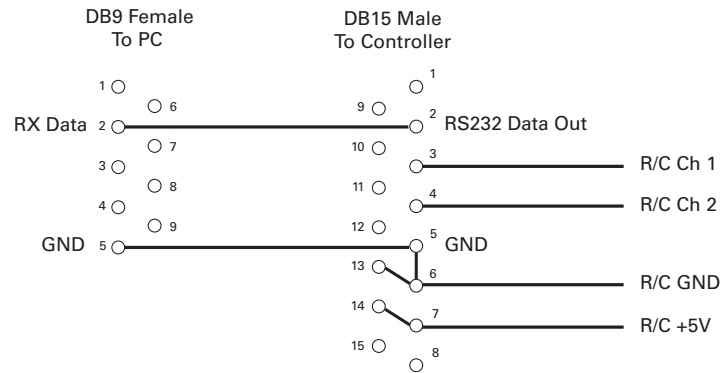 DB9 Female
To PC
DB15 Male
To Controller
1
1
6
9
RX Data 2
2 RS232 Data Out
7
10
3
3
R/C Ch 1
8
11
4
4
R/C Ch 2
9
12
GND 5
5 GND
13
6
R/C GND
14
7
R/C +5V
15
8